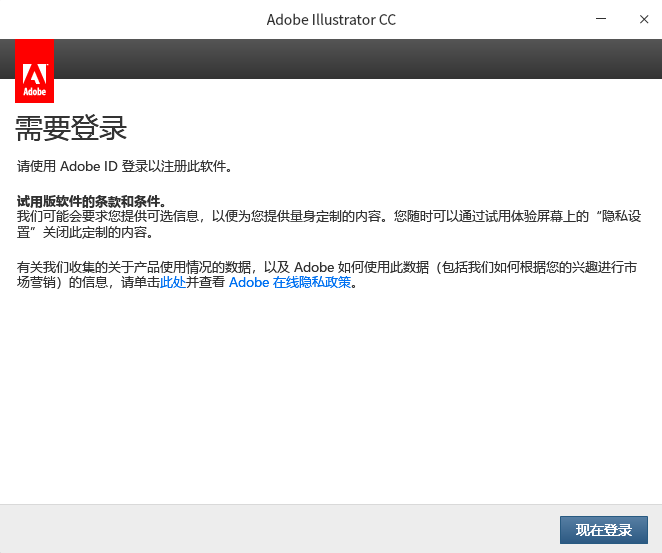 Adobe Illustrator CC
Adobe
需要登录
请使用 Adobe ID 登录以注册此软件。
试用版软件的条款和条件。
我们可能会要求您提供可选信息，以便为您提供量身定制的内容。您随时可以通过试用体验屏幕上的“隐私设
置”关闭此定制的内容。
有关我们收集的关于产品使用情况的数据，以及 Adobe 如何使用此数据（包括我们如何根据您的兴趣进行市
场营销）的信息，请单击此处并查看 Adobe 在线隐私政策。
现在登录